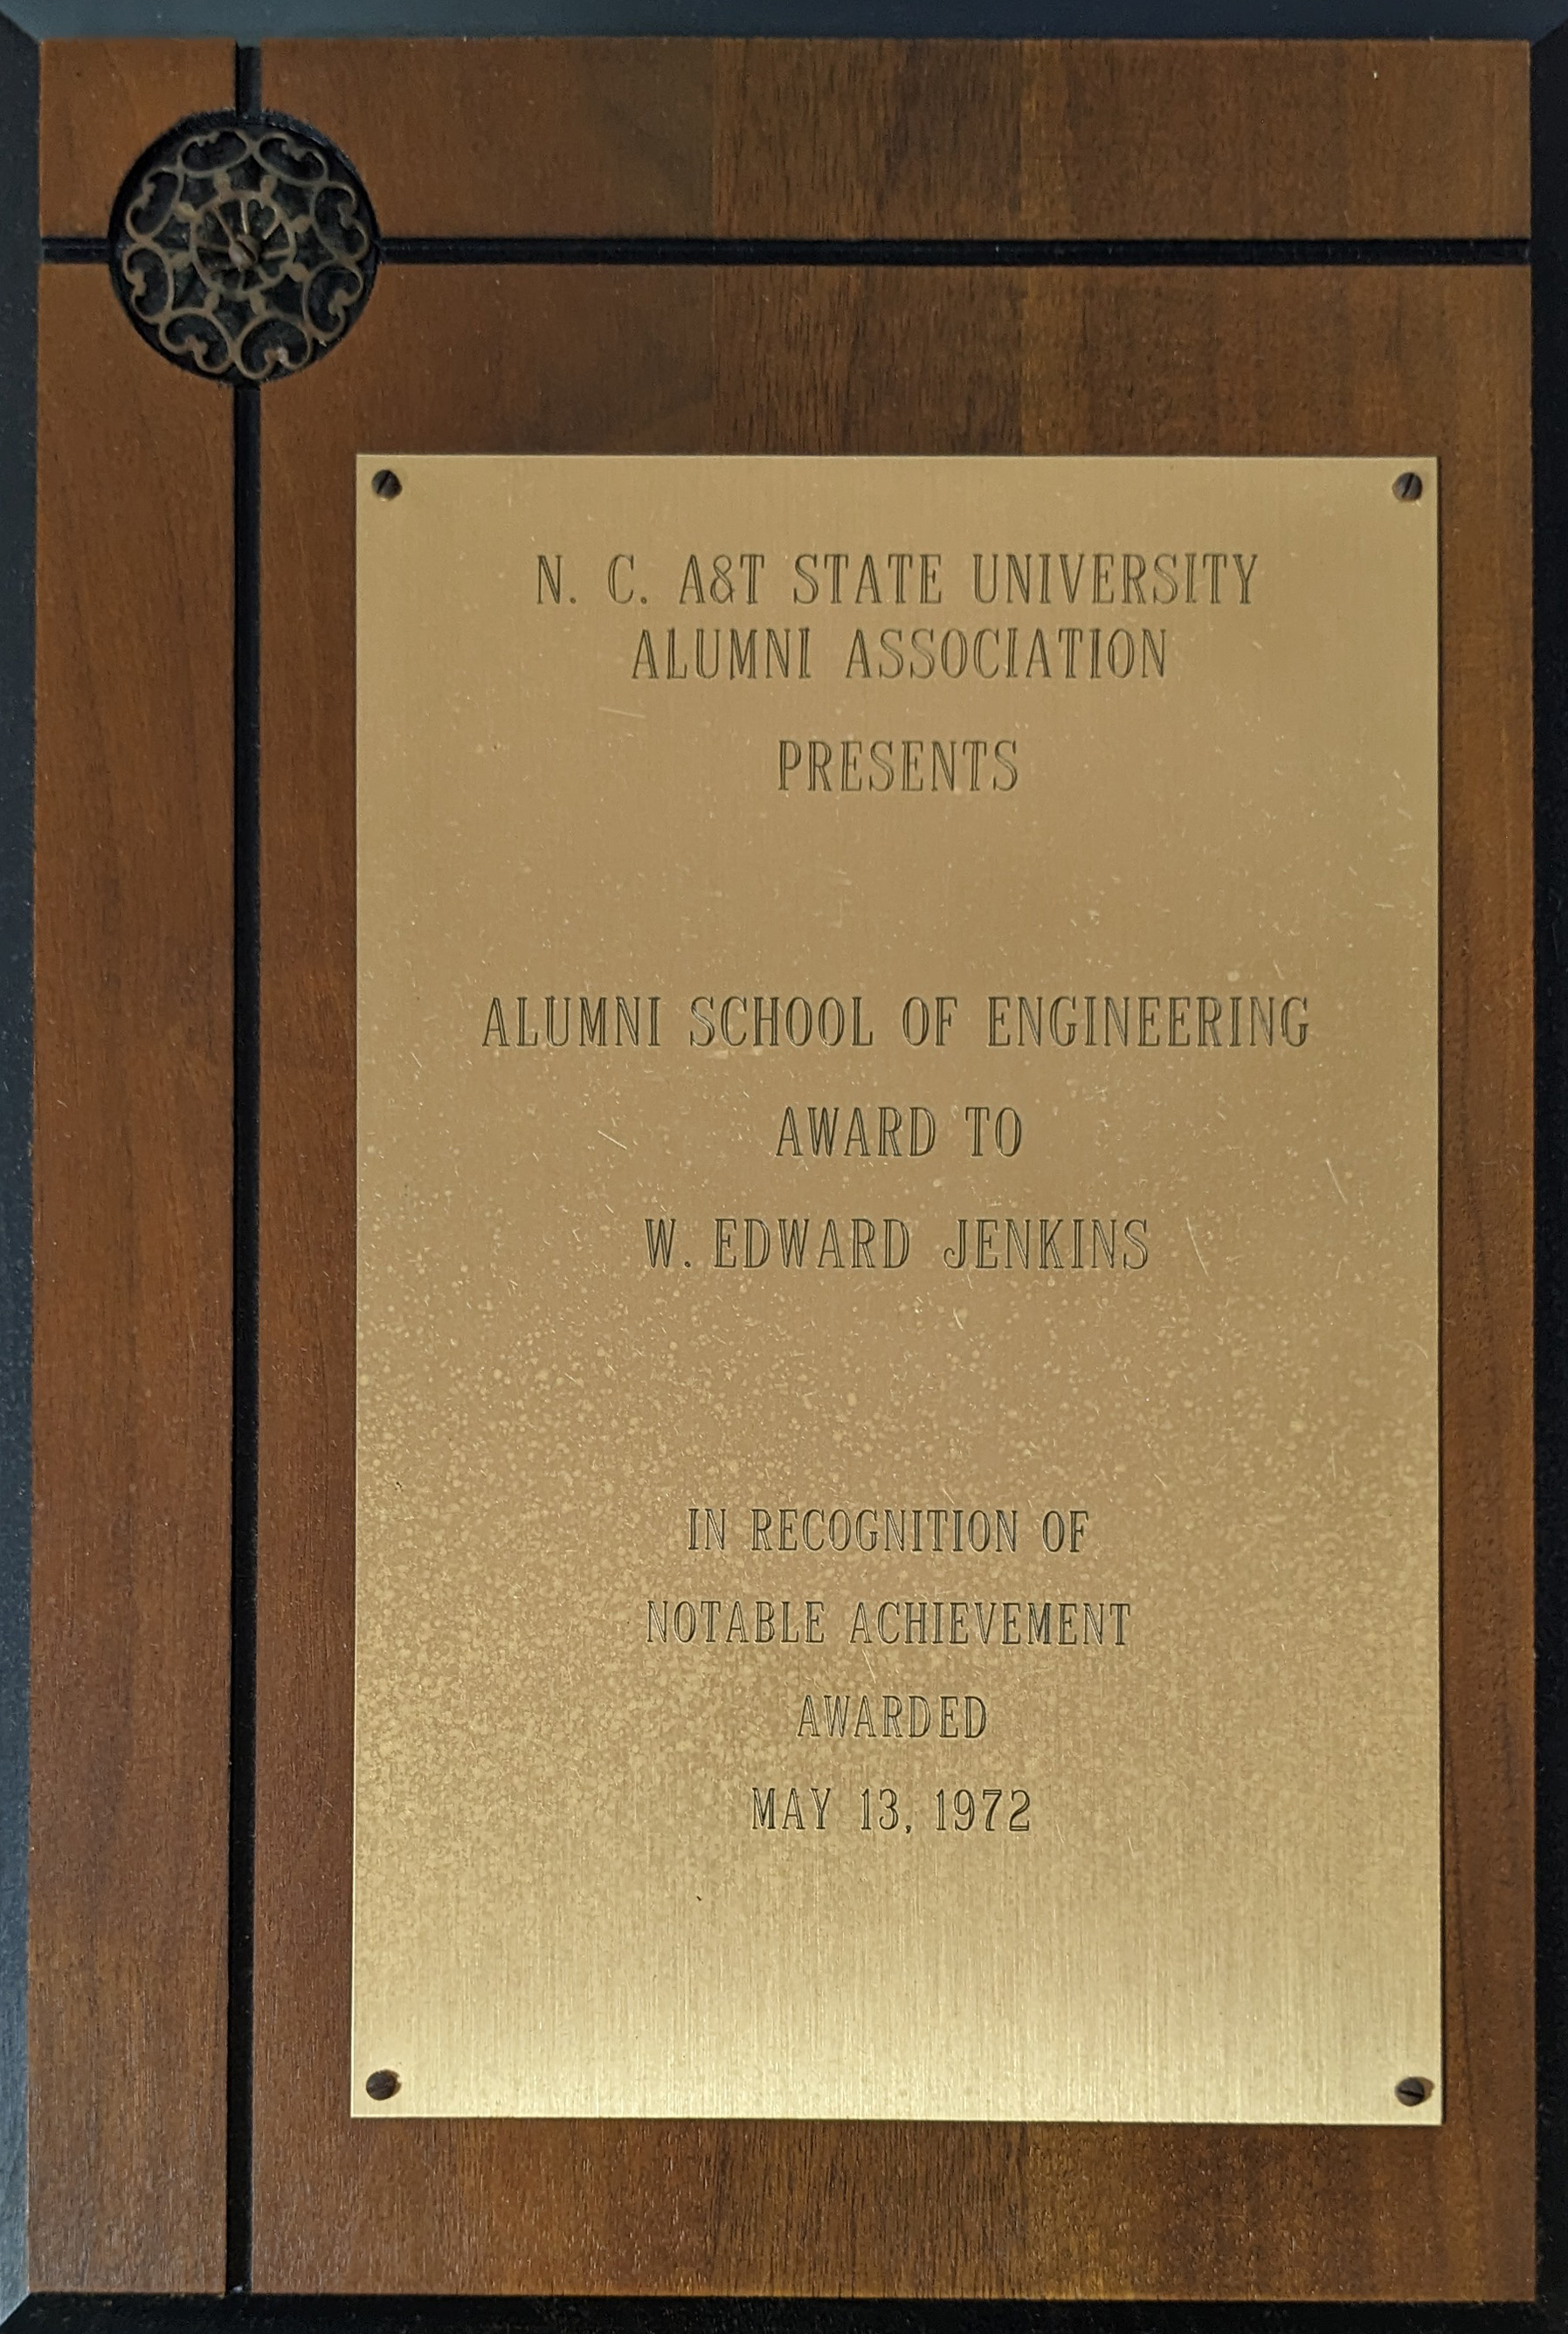 N. C. A&T STATE UNIVERSITY
ALUMNI ASSOCIATION
PRESENTS
ALUMNI SCHOOL OF ENGINEERING
AWARD TO
W. EDWARD JENKINS
IN RECOGNITION OF
NOTABLE ACHIEVEMENT
AWARDED
MAY 13, 1972